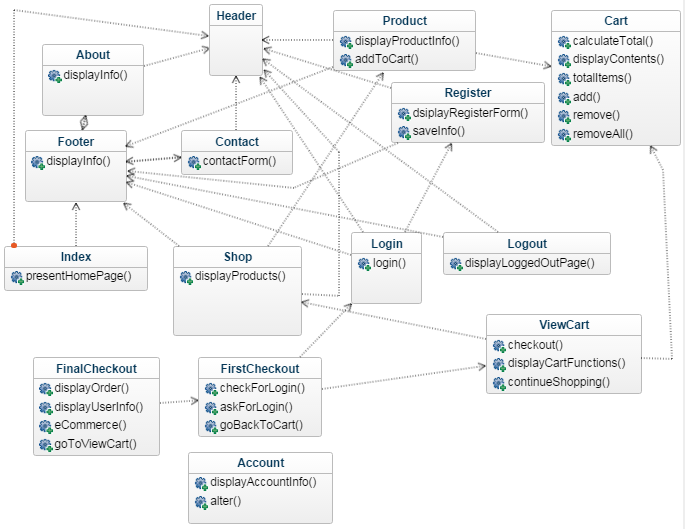 Header
Product
displayProductInfo()
addToCart()
Cart
calculateTotal()
displayContents()
totalItems()
add()
remove()
removeAll()
About
displayInfo()
Register
dsiplayRegisterForm()
saveInfo()
Footer
displayInfo()
Contact
contactForm()
Index
presentHomePage()
Shop
displayProducts()
Login
login()
Logout
displayLoggedOutPage()
ViewCart
checkout()
displayCartFunctions()
continueShopping()
FinalCheckout
displayOrder()
displayUserInfo()
eCommerce()
goToViewCart()
FirstCheckout
checkForLogin()
askForLogin()
goBackToCart()
Account
displayAccountInfo()
alter()